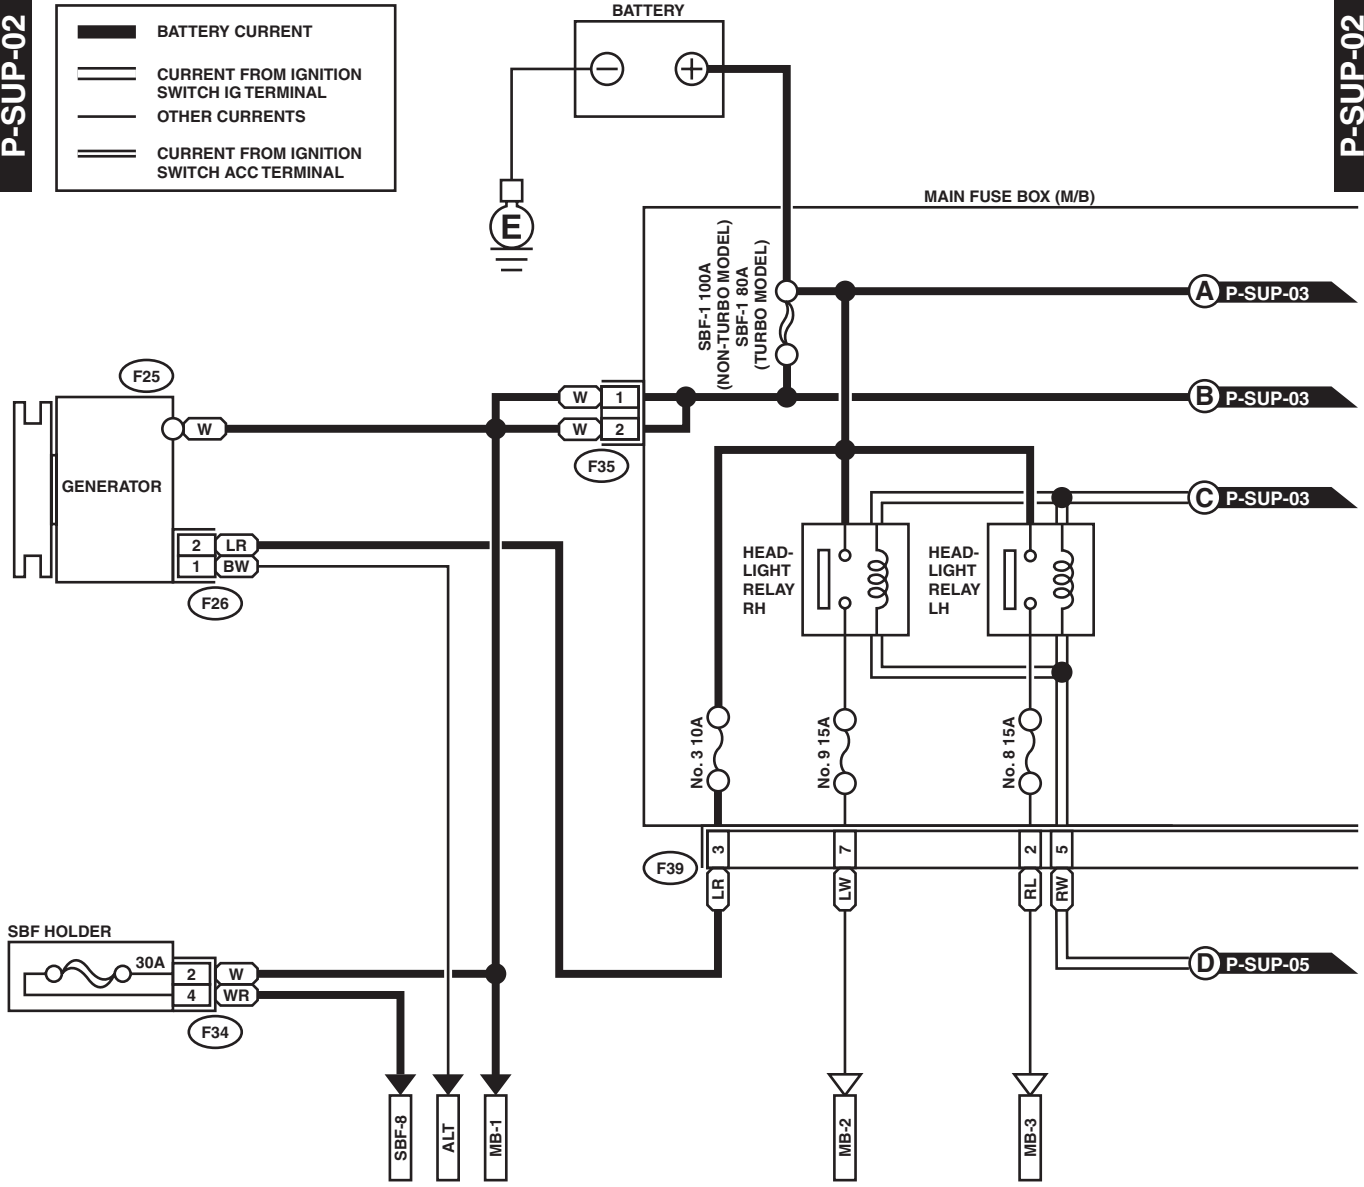 P-SUP-02
P-SUP-02
BATTERY CURRENT
CURRENT FROM IGNITION
SWITCH IG TERMINAL
OTHER CURRENTS
CURRENT FROM IGNITION
SWITCH ACC TERMINAL
BATTERY
−
+
E
MAIN FUSE BOX (M/B)
SBF-1 100A
(NON-TURBO MODEL)
SBF-1 80A
(TURBO MODEL)
A P-SUP-03
B P-SUP-03
C P-SUP-03
F25
W
GENERATOR
W 1
W 2
F35
2 LR
1 BW
F26
HEAD-
LIGHT
RELAY
RH
HEAD-
LIGHT
RELAY
LH
No. 3 10A
No. 9 15A
No. 8 15A
F39
3
7
2
5
LR
LW
RL
RW
SBF HOLDER
30A
2 W
4 WR
F34
D P-SUP-05
SBF-8
ALT
MB-1
MB-2
MB-3